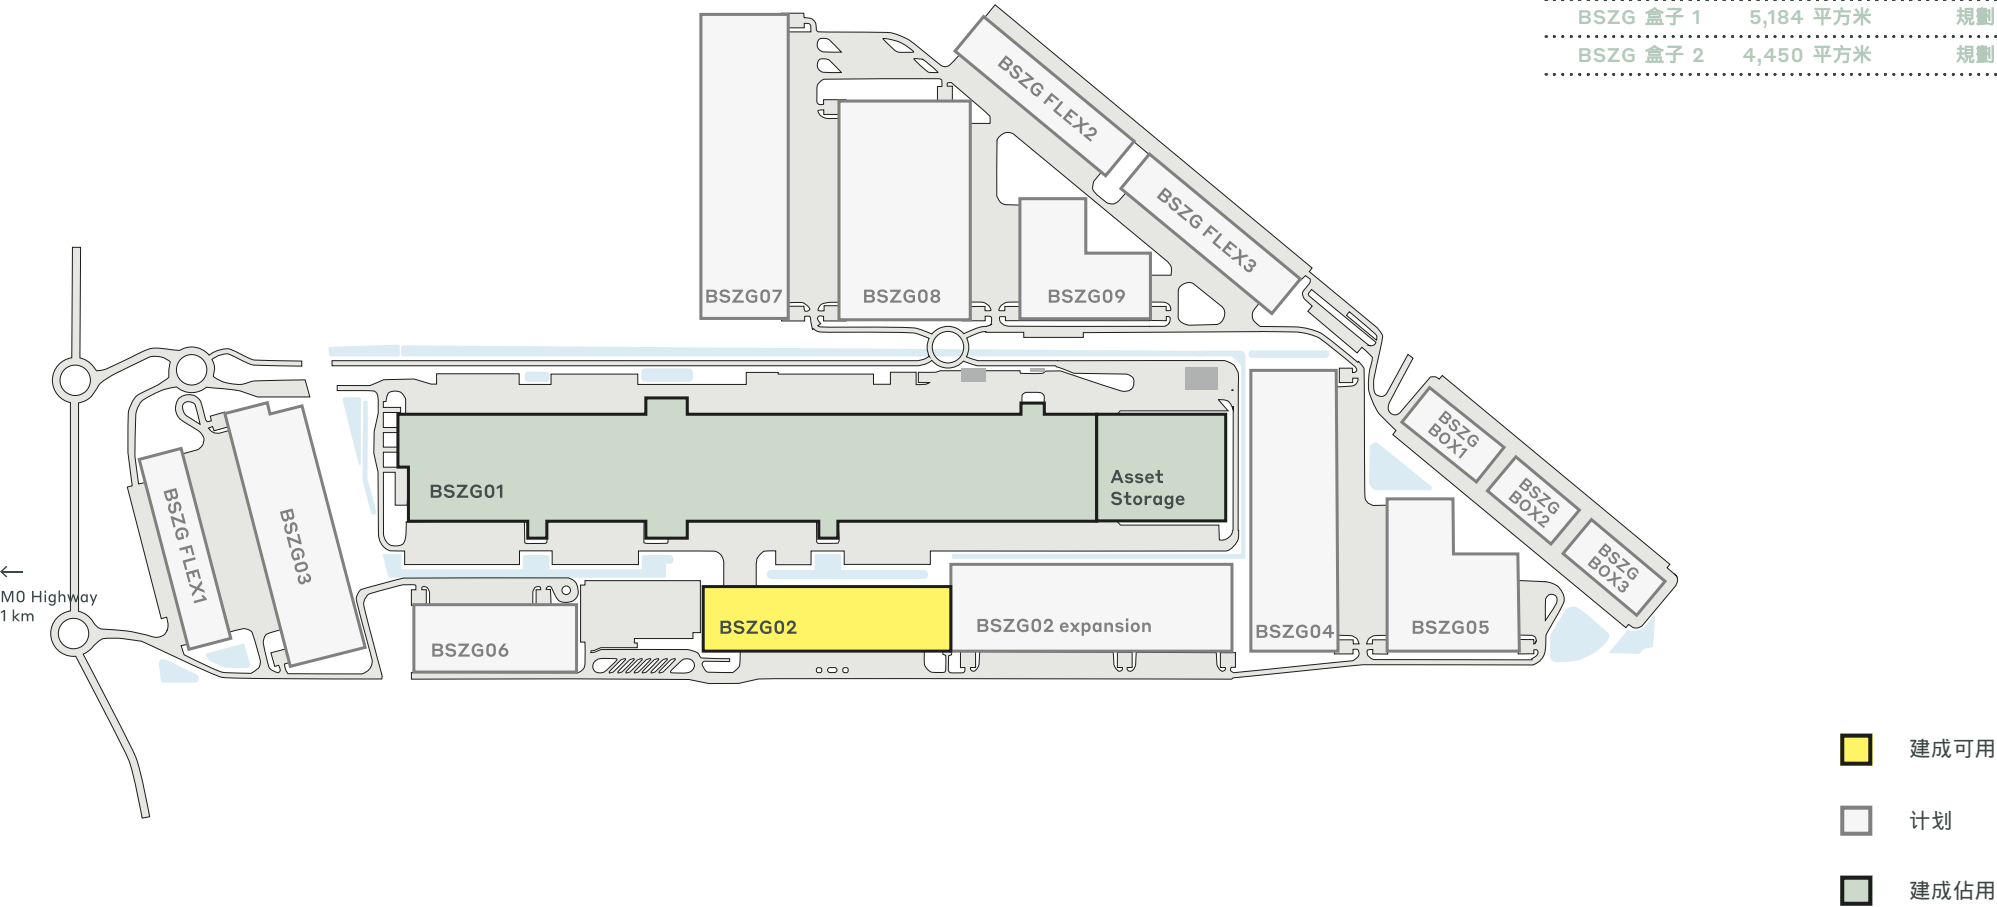 BSZG 盒子 1 5,184 平方米 規劃
BSZG 盒子 2 4,450 平方米 規劃
BSZG FLEX2
BSZG FLEX3
BSZG07
BSZG08
BSZG09
BSZG
BOX1
BSZG
BOX2
BSZG
BOX3
BSZG01
Asset
Storage
BSZG FLEX1
BSZG03
←
M0 Highway
1 km
BSZG06
BSZG02
BSZG02 expansion
BSZG04
BSZG05
建成可用
计划
建成佔用